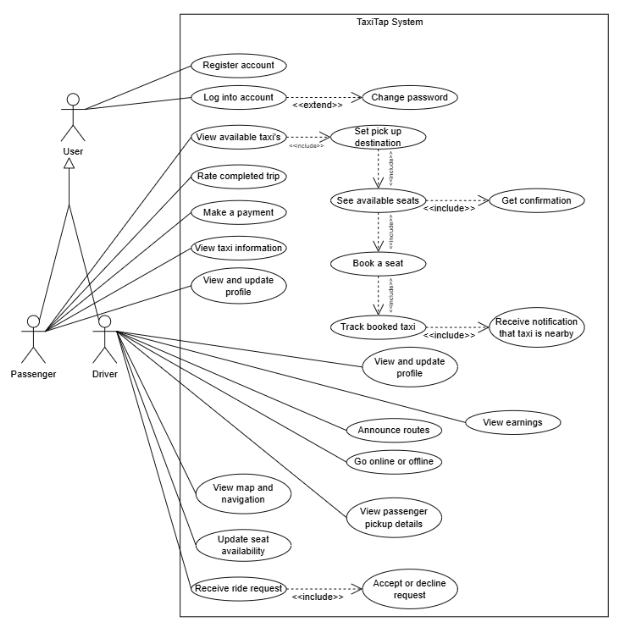 TaxiTap System
Register account
Log into account
<<extend>>
Change password
User
View available taxi's
<<include>>
Set pick up
destination
<<include>>
Rate completed trip
See available seats
<<include>>
Get confirmation
Make a payment
<<include>>
View taxi information
Book a seat
View and update
profile
<<include>>
Track booked taxi
<<include>>
Receive notification
that taxi is nearby
Passenger
Driver
View and update
profile
View earnings
Announce routes
Go online or offline
View map and
navigation
View passenger
pickup details
Update seat
availability
Receive ride request
<<include>>
Accept or decline
request